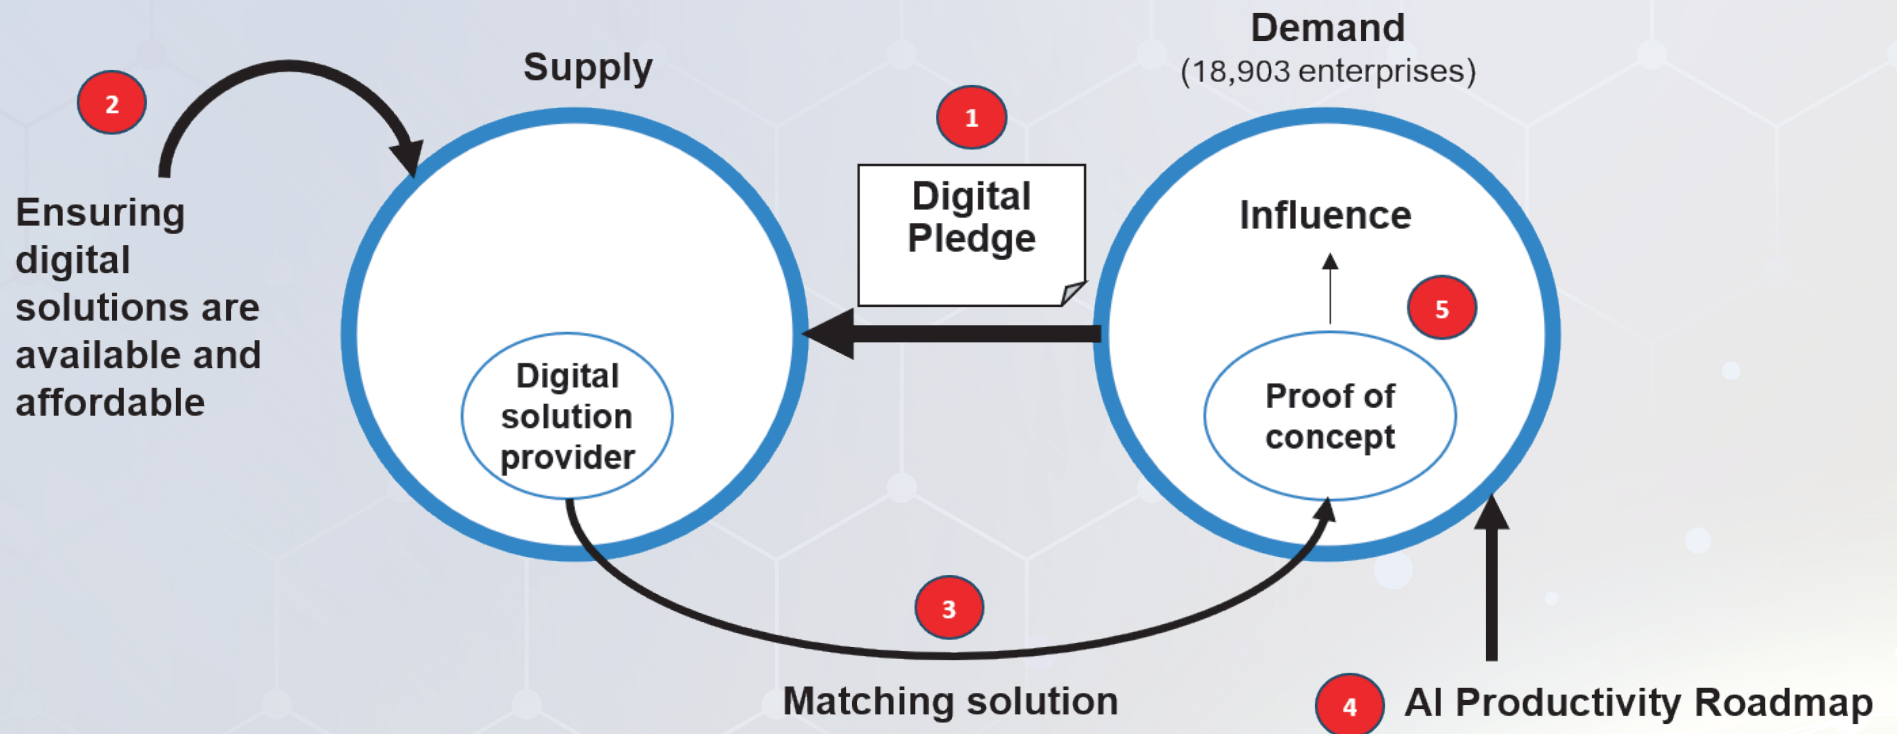 Demand
(18,903 enterprises)
Supply
2
1
Digital
Pledge
Ensuring
digital
solutions are
available and
affordable
Influence
5
Digital
solution
provider
Proof of
concept
3
Matching solution
4
AI Productivity Roadmap